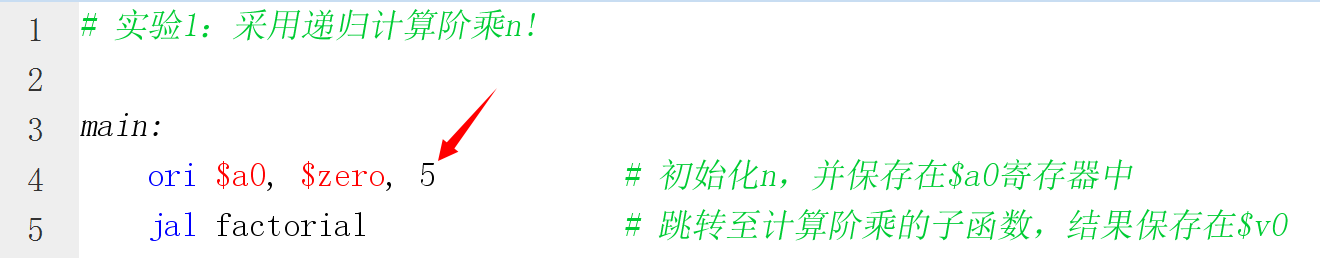 1 # 实验1：采用递归计算阶乘n!
2
3 main:
4 ori $a0, $zero, 5 # 初始化n，并保存在$a0寄存器中
5 jal factorial # 跳转至计算阶乘的子函数，结果保存在$v0